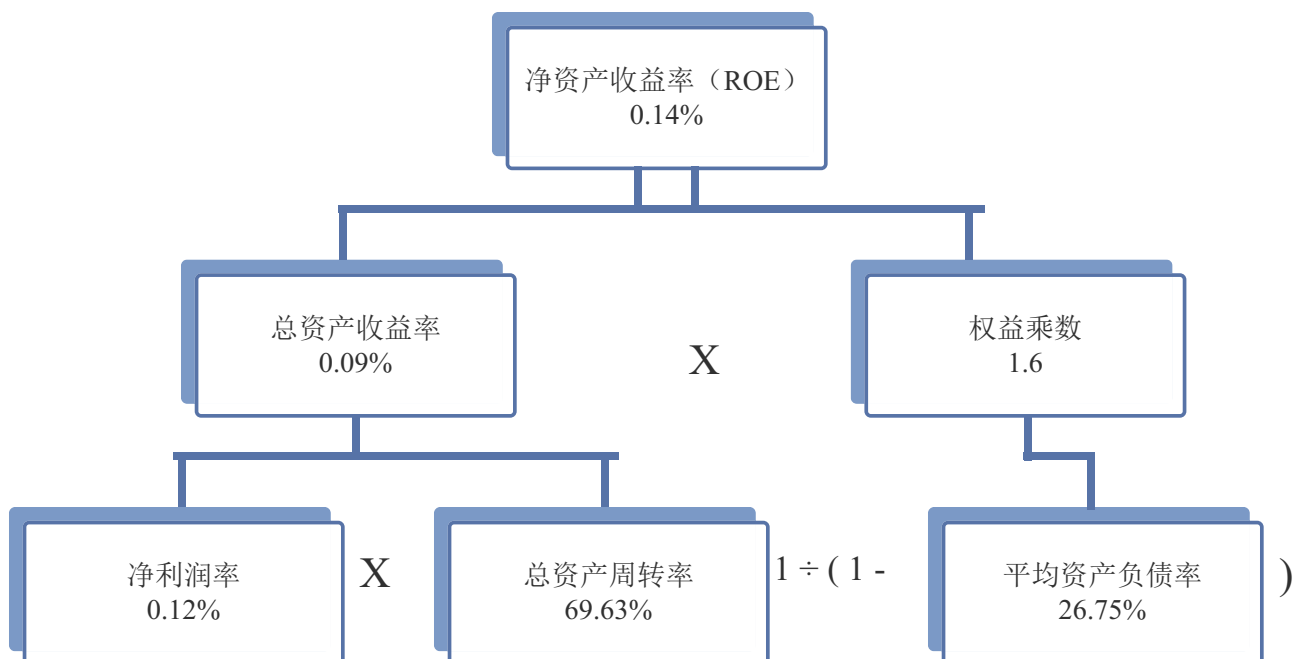 净资产收益率（ROE）
0.14%
总资产收益率
0.09%
X
权益乘数
1.6
净利润率
0.12%
X
总资产周转率
69.63%
1 ÷ ( 1 -
平均资产负债率
26.75%
)